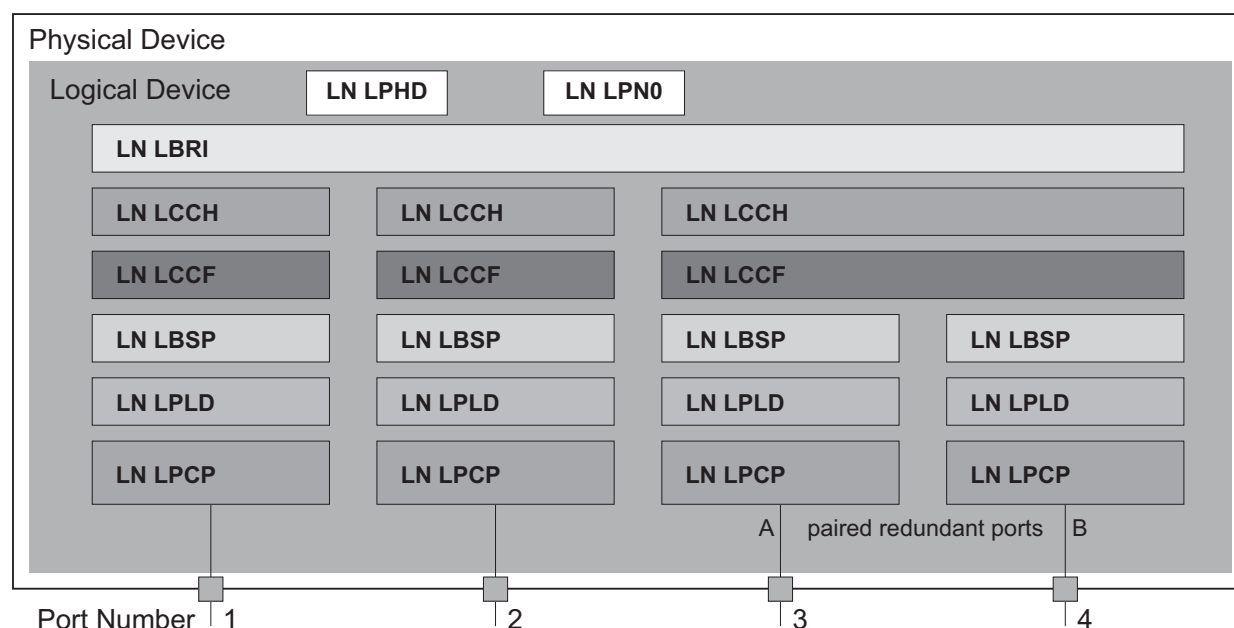 Physical Device
Logical Device LN LPHD LN LPN0
LN LBRI
LN LCCH LN LCCH LN LCCH
LN LCCF LN LCCF LN LCCF
LN LBSP LN LBSP LN LBSP LN LBSP
LN LPLD LN LPLD LN LPLD LN LPLD
LN LPCP LN LPCP LN LPCP LN LPCP
A paired redundant ports B
Port Number 1 2 3 4